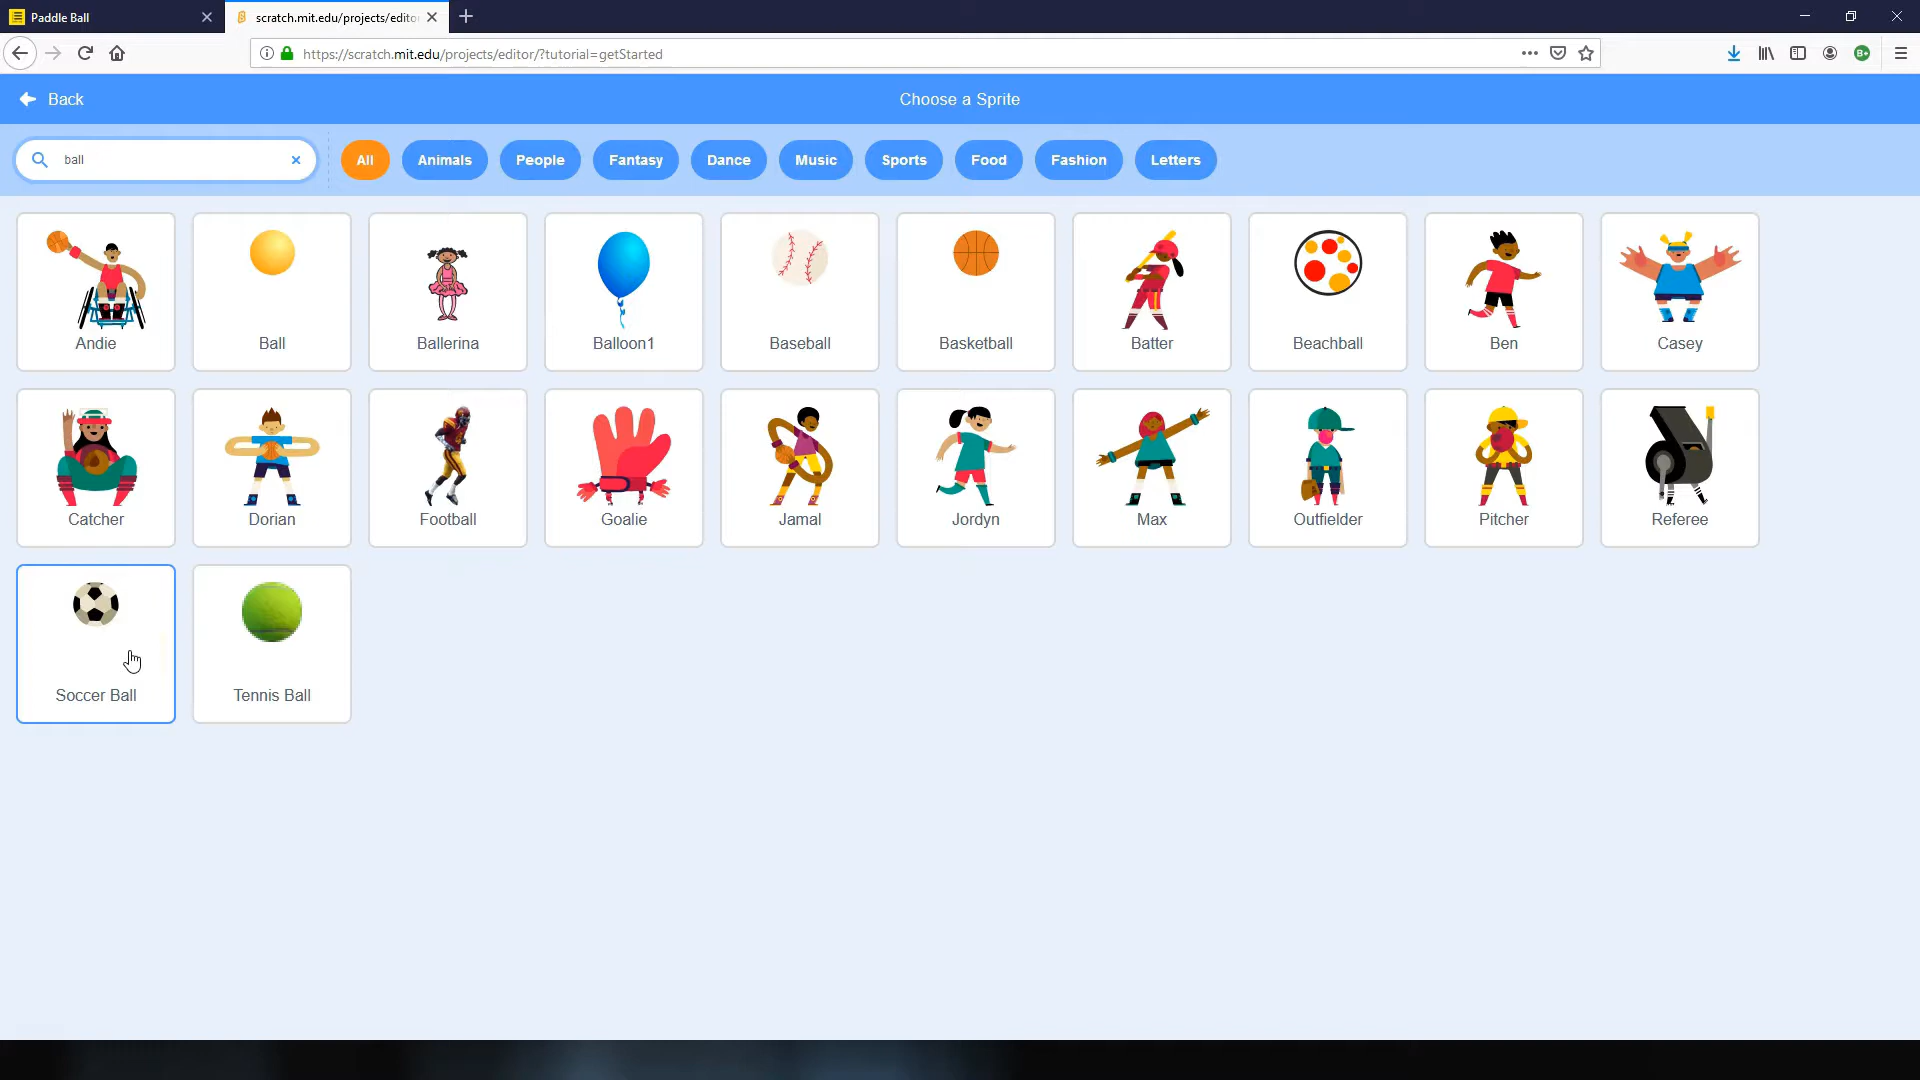 Paddle Ball
scratch.mit.edu/projects/edito
https://scratch.mit.edu/projects/editor/?tutorial=getStarted
B+
Back
Choose a Sprite
ball
All
Animals
People
Fantasy
Dance
Music
Sports
Food
Fashion
Letters
Andie
Ball
Ballerina
Balloon1
Baseball
Basketball
Batter
Beachball
Ben
Casey
Catcher
Dorian
Football
Goalie
Jamal
Jordyn
Max
Outfielder
Pitcher
Referee
Soccer Ball
Tennis Ball